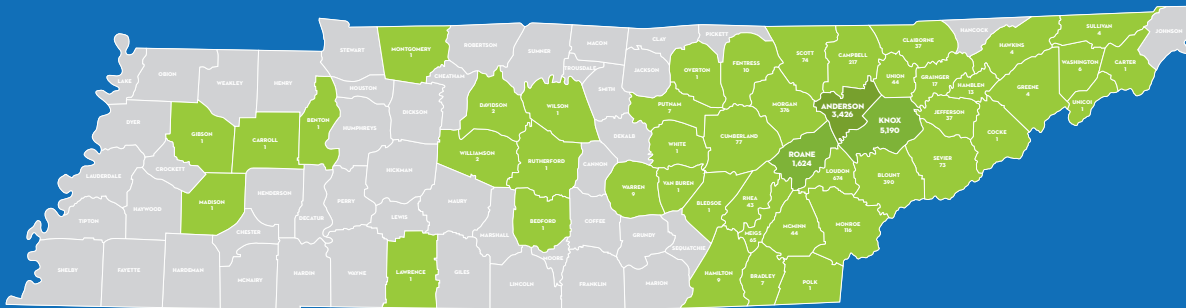 LAKE
OBION
WEAKLEY
HENRY
STEWART
MONTGOMERY
ROBERTSON
SUMNER
MACON
TROUSDALE
CLAY
PICKETT
JACKSON
SMITH
OVERTON
1
FENTRESS
10
SCOTT
74
CAMPBELL
217
CLAIBORNE
37
HANCOCK
HAWKINS
4
SULLIVAN
4
JOHNSON
WASHINGTON
6
CARTER
1
UNICOI
1
GREENE
4
UNION
44
GRAINGER
17
HAMBLEN
12
JEFFERSON
37
COCKE
1
SEVIER
73
KNOX
5,190
ANDERSON
3,426
MORGAN
376
ROANE
1,624
LOUDON
674
BLOUNT
390
DYER
GIBSON
1
CARROLL
1
BENTON
1
HOUSTON
HUMPHREYS
DICKSON
CHEATHAM
DAVIDSON
WILSON
1
DEKALB
PUTNAM
7
WHITE
1
CUMBERLAND
77
LAUDERDALE
CROCKETT
HAYWOOD
MADISON
1
HENDERSON
DECATUR
PERRY
HICKMAN
WILLIAMSON
RUTHERFORD
1
CANNON
WARREN
VAN BUREN
1
BLEDSOE
1
RHEA
43
MEIGS
65
MCMINN
44
MONROE
116
TIPTON
CHESTER
LEWIS
MAURY
MARSHALL
BEDFORD
1
COFFEE
GRUNDY
SEQUATCHIE
SHELBY
FAYETTE
HARDEMAN
MCNAIRY
HARDIN
WAYNE
LAWRENCE
1
GILES
LINCOLN
MOORE
FRANKLIN
MARION
HAMILTON
9
BRADLEY
7
POLK
1